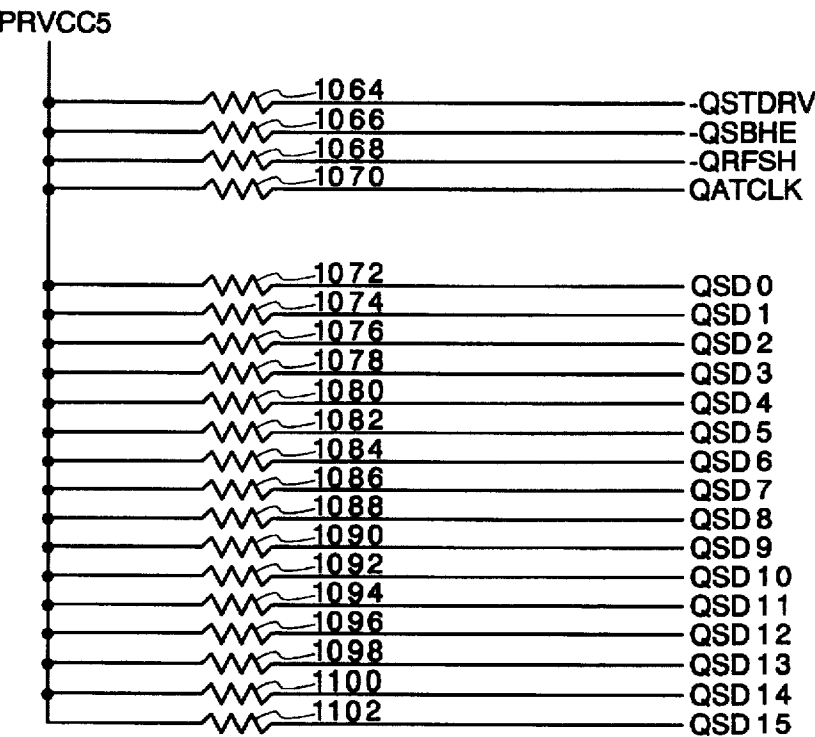 PRVCC5
1064 -QSTDRV
1066 -QSBHE
1068 -QRFSH
1070 QATCLK
1072 QSD 0
1074 QSD 1
1076 QSD 2
1078 QSD 3
1080 QSD 4
1082 QSD 5
1084 QSD 6
1086 QSD 7
1088 QSD 8
1090 QSD 9
1092 QSD 10
1094 QSD 11
1096 QSD 12
1098 QSD 13
1100 QSD 14
1102 QSD 15